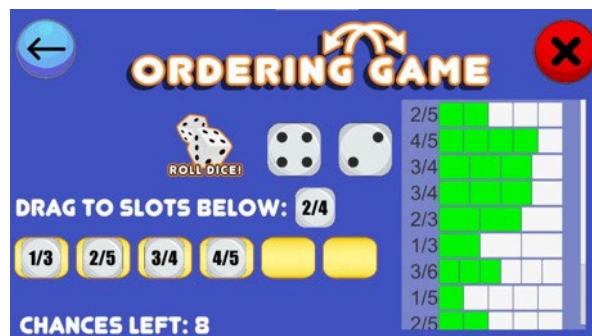 ORDERING GAME
ROLL DICE!
DRAG TO SLOTS BELOW: 2/4
1/3 2/5 3/4 4/5
CHANCES LEFT: 8
2/5
4/5
3/4
3/4
2/3
1/3
3/6
1/5
2/5